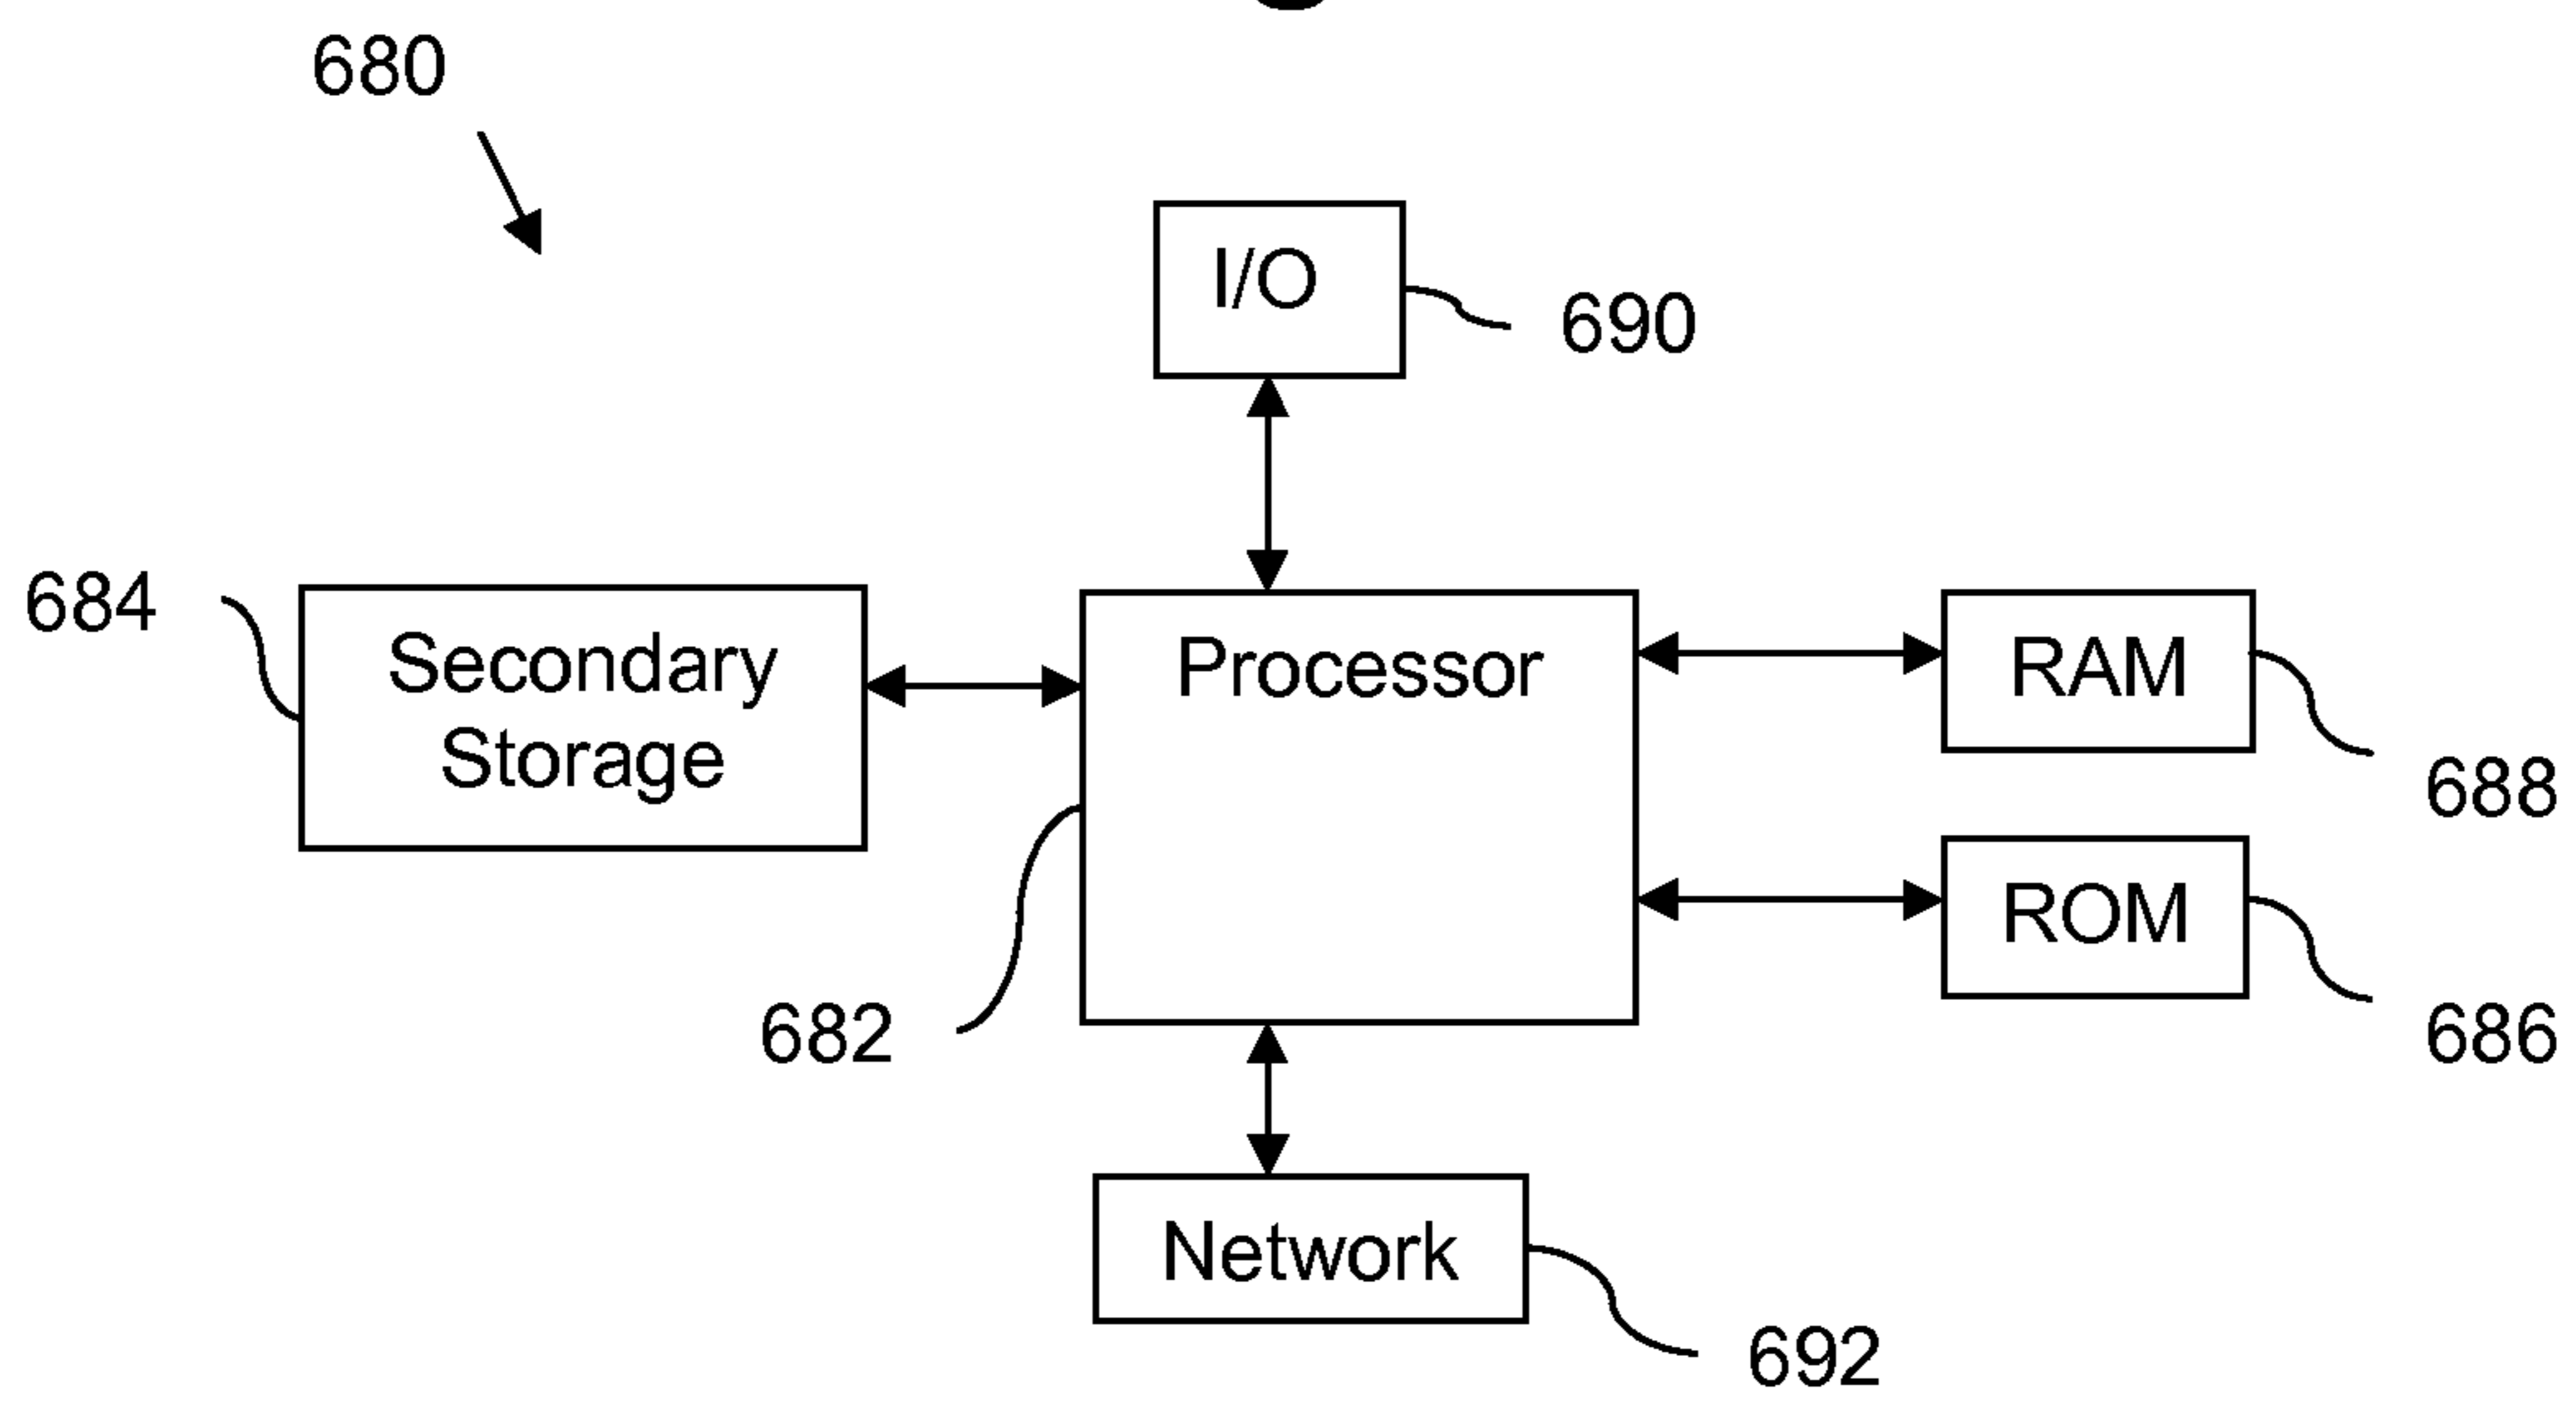 680
I/O
690
684
Secondary
Storage
Processor
RAM
688
682
ROM
686
Network
692